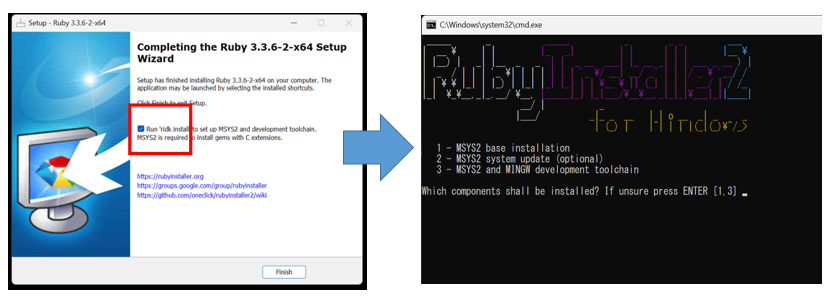 Setup - Ruby 3.3.6-2-x64
Completing the Ruby 3.3.6-2-x64 Setup
Wizard
Setup has finished installing Ruby 3.3.6-2-x64 on your computer. The
application may be launched by selecting the installed shortcuts.
Click Finish to exit Setup.
Run 'ridk install' to set up MSYS2 and development toolchain.
MSYS2 is required to install gems with C extensions.
https://rubyinstaller.org
https://groups.google.com/group/rubyinstaller
https://github.com/oneclick/rubyinstaller2/wiki
Finish
C:\Windows\system32\cmd.exe
RubyInstaller2
for Windows
1 - MSYS2 base installation
2 - MSYS2 system update (optional)
3 - MSYS2 and MINGW development toolchain
Which components shall be installed? If unsure press ENTER [1,3]